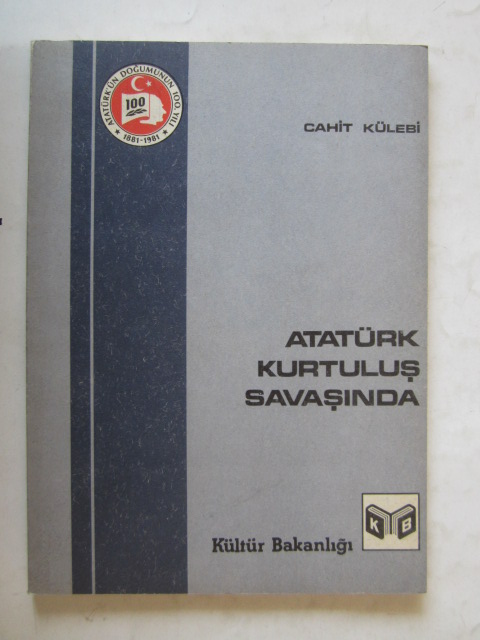 ATATÜRK'ÜN DOĞUMUNUN 100. YILI
100
★ 1881-1981 ★
CAHİT KÜLEBİ
ATATÜRK
KURTULUŞ
SAVAŞINDA
K B
Kültür Bakanlığı